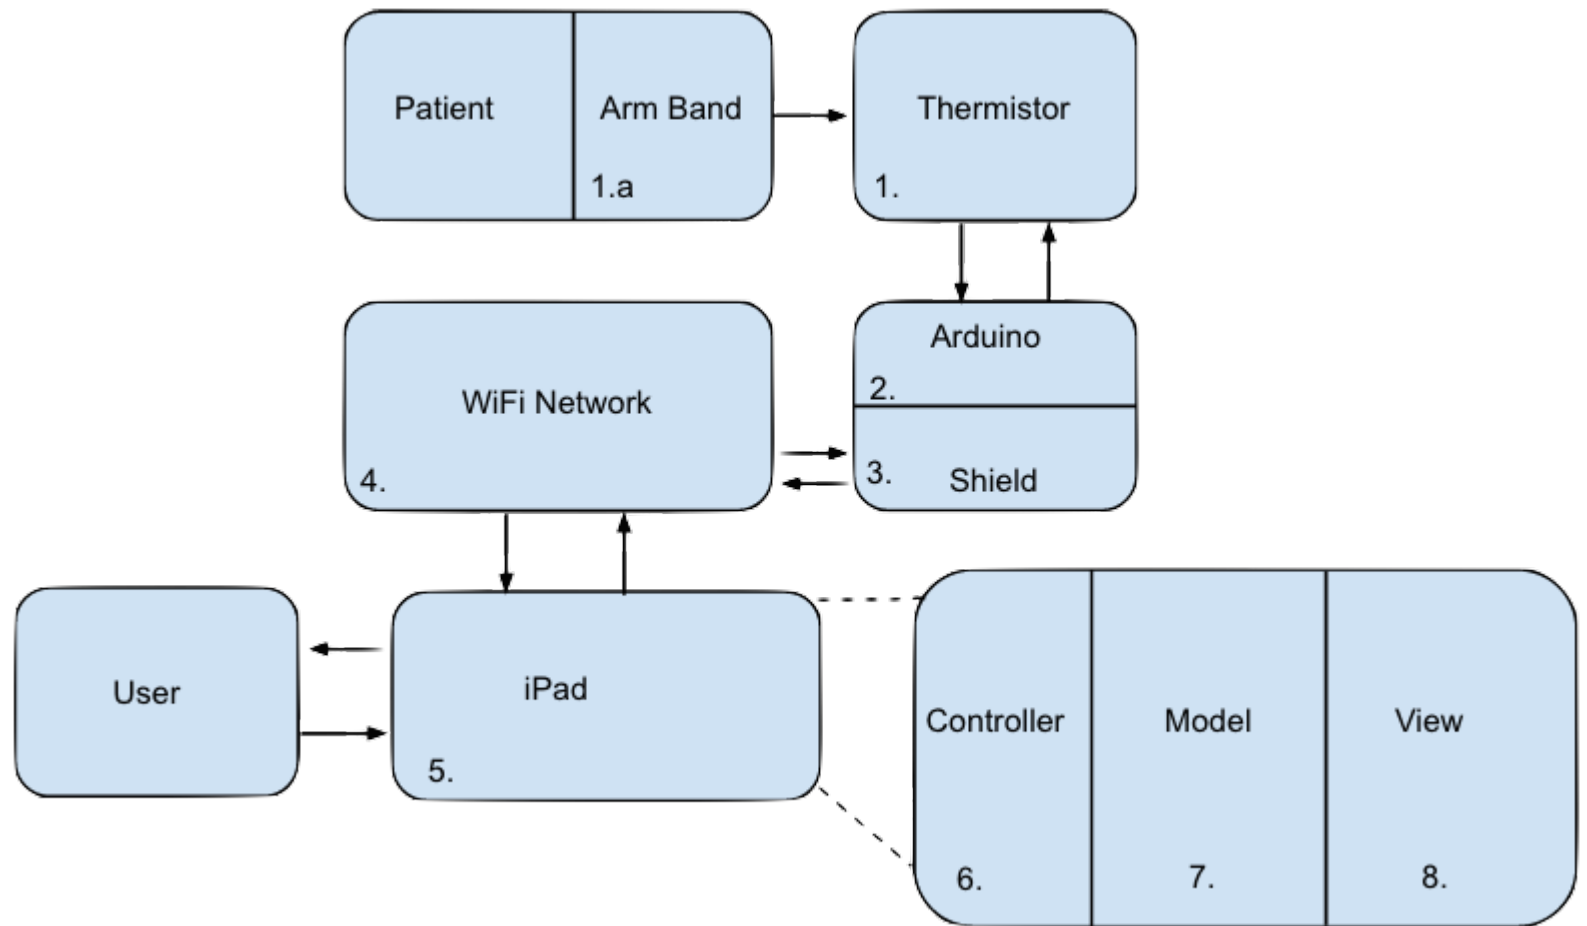 Patient
Arm Band
1.a
Thermistor
1.
WiFi Network
4.
Arduino
2.
3.
Shield
User
iPad
5.
Controller
6.
Model
7.
View
8.